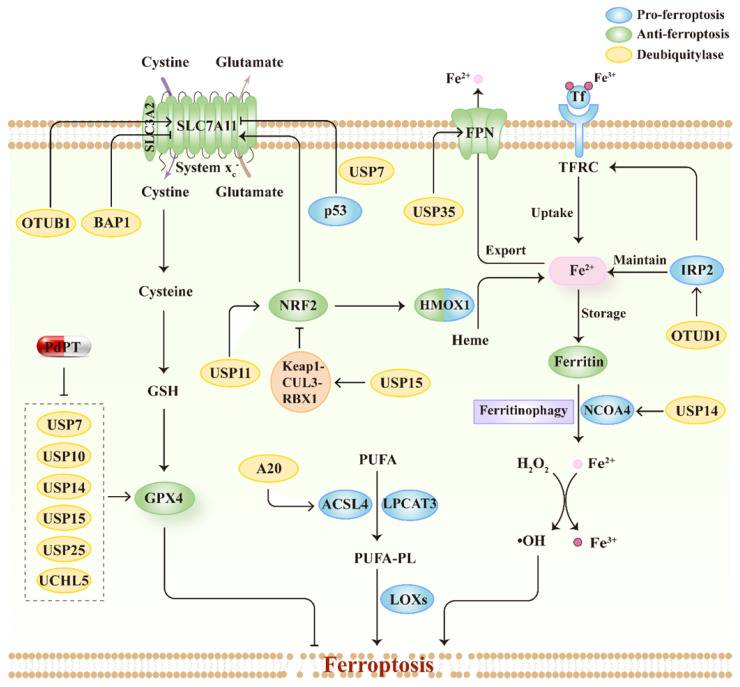 Pro-ferroptosis
Anti-ferroptosis
Deubiquitylase
Cystine
Glutamate
Fe2+
Fe3+
Tf
SLC3A2
SLC7A11
FPN
System xc-
TFRC
Cystine
Glutamate
USP7
p53
OTUB1
BAP1
USP35
Uptake
Export
Fe2+
Maintain
IRP2
Cysteine
NRF2
HMOX1
Heme
Storage
OTUD1
PdPT
USP11
Keap1-
CUL3-
RBX1
USP15
Ferritin
GSH
Ferritinophagy
NCOA4
USP14
USP7
USP10
USP14
USP15
USP25
UCHL5
GPX4
A20
PUFA
ACSL4
LPCAT3
H2O2
Fe2+
PUFA-PL
•OH
Fe3+
LOXs
Ferroptosis